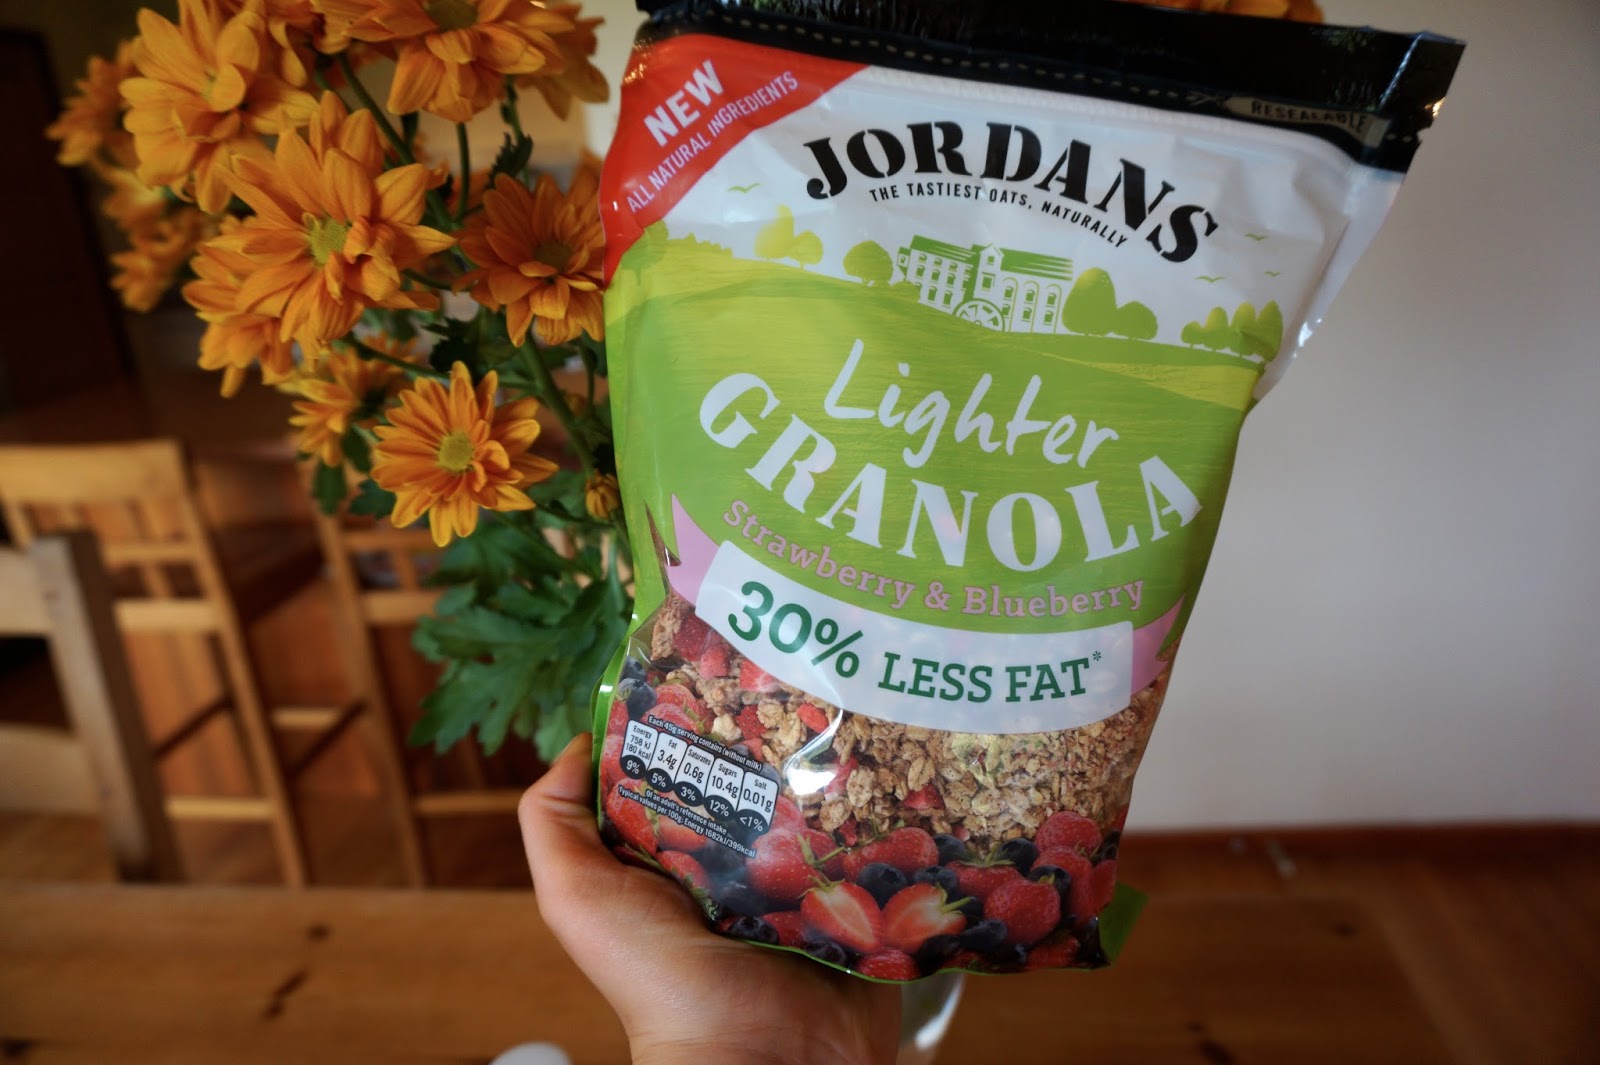 NEW
ALL NATURAL INGREDIENTS
RESEALABLE
JORDANS
THE TASTIEST OATS, NATURALLY
Lighter
GRANOLA
Strawberry & Blueberry
30% LESS FAT*
Each 45g serving contains (without milk)
Energy Fat Saturates Sugars Salt
758 kJ 3.4g 0.6g 10.4g 0.01g
180 kcal
9% 5% 3% 12% <1%
Of an adult's reference intake
Typical values per 100g: Energy 1682kJ/399kcal